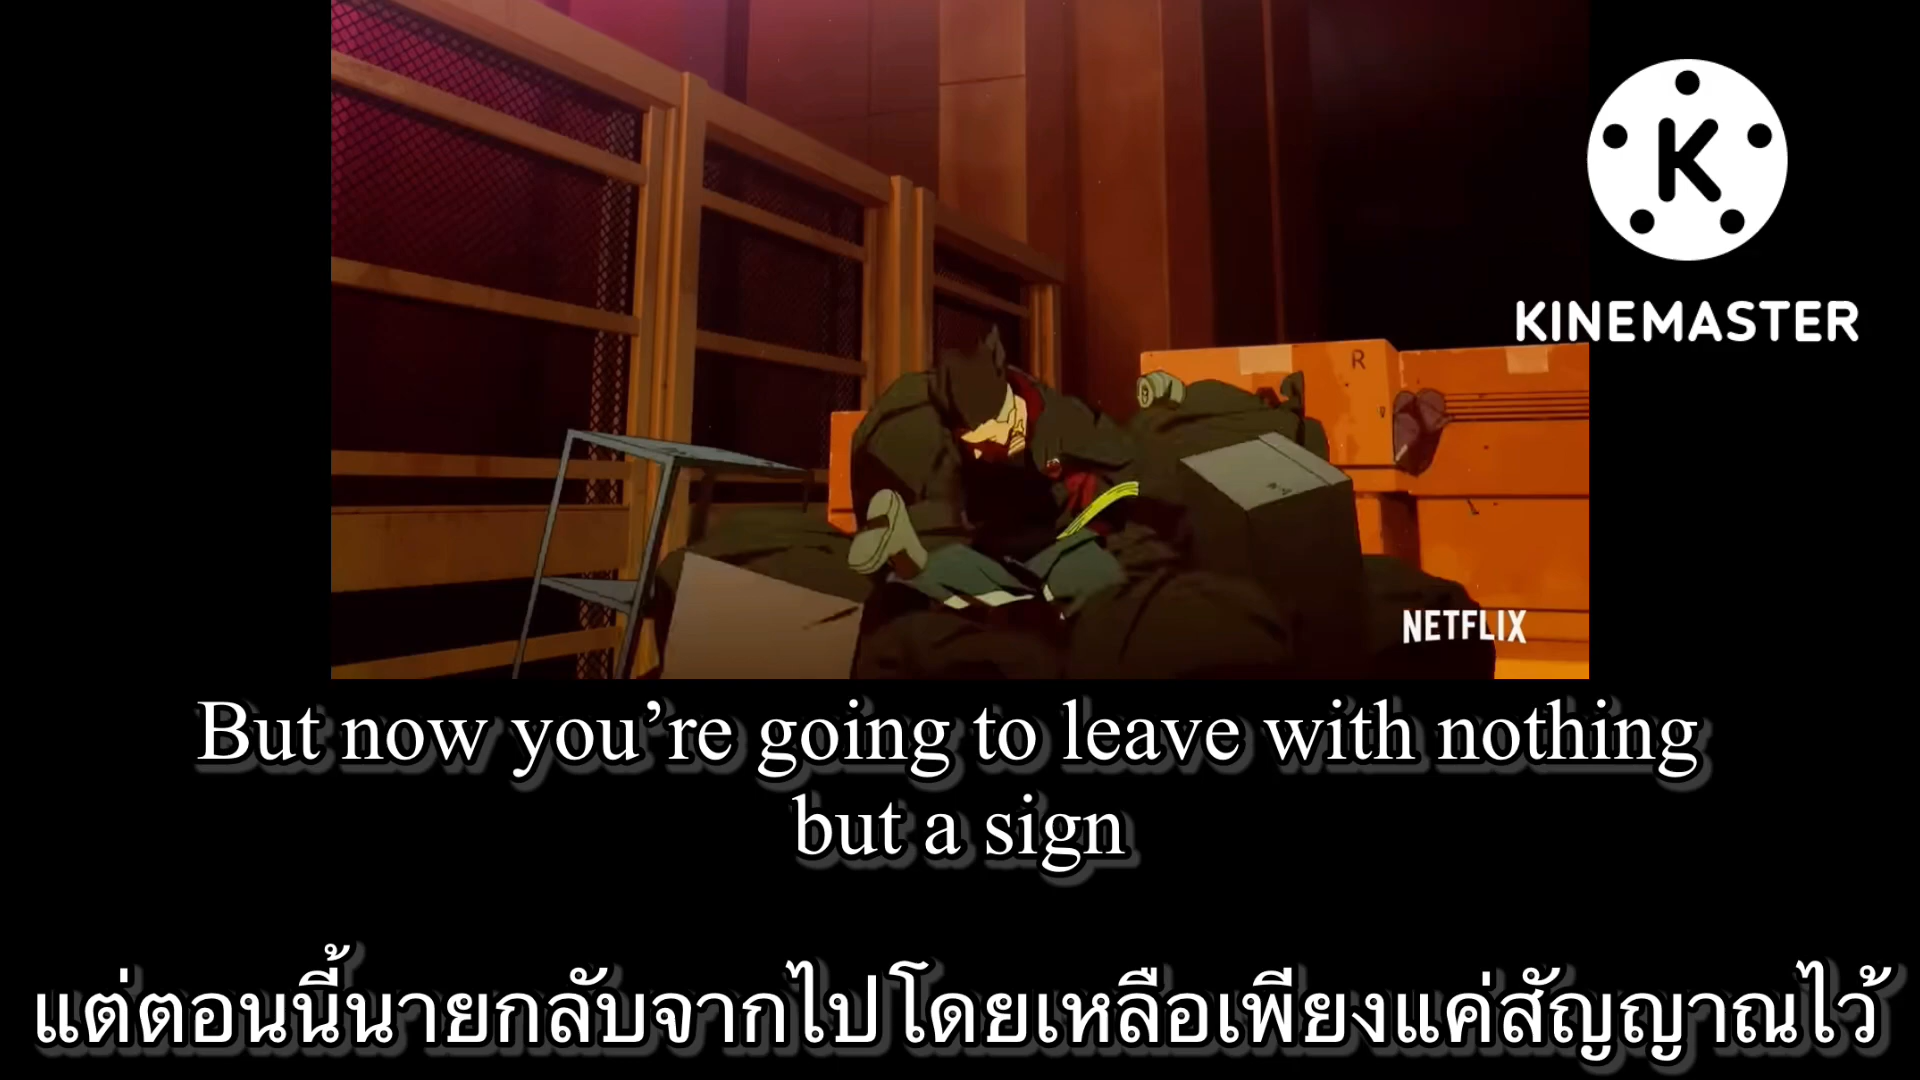 K
KINEMASTER
R
NETFLIX
But now you’re going to leave with nothing
but a sign
แต่ตอนนี้นายกลับจากไปโดยเหลือเพียงแค่สัญญาณไว้